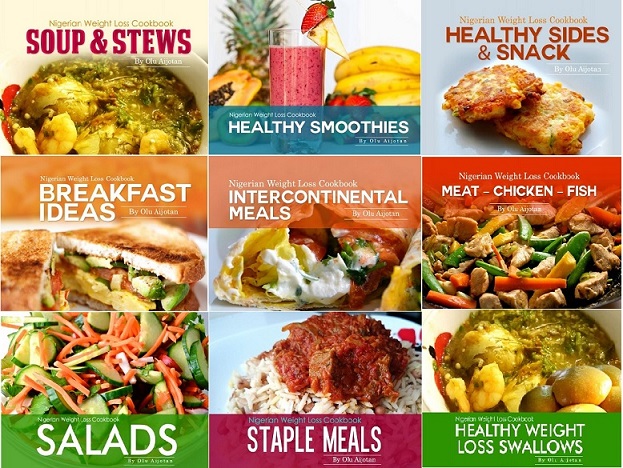 Nigerian Weight Loss Cookbook
SOUP & STEWS
By Olu Aijotan
Nigerian Weight Loss Cookbook
HEALTHY SMOOTHIES
By Olu Aijotan
Nigerian Weight Loss Cookbook
HEALTHY SIDES
& SNACK
By Olu Aijotan
Nigerian Weight Loss Cookbook
BREAKFAST
IDEAS
By Olu Aijotan
Nigerian Weight Loss Cookbook
INTERCONTINENTAL
MEALS
By Olu Aijotan
Nigerian Weight Loss Cookbook
MEAT - CHICKEN - FISH
By Olu Aijotan
Nigerian Weight Loss Cookbook
SALADS
By Olu Aijotan
Nigerian Weight Loss Cookbook
STAPLE MEALS
By Olu Aijotan
Nigerian Weight Loss Cookbook
HEALTHY WEIGHT
LOSS SWALLOWS
By Olu Aijotan